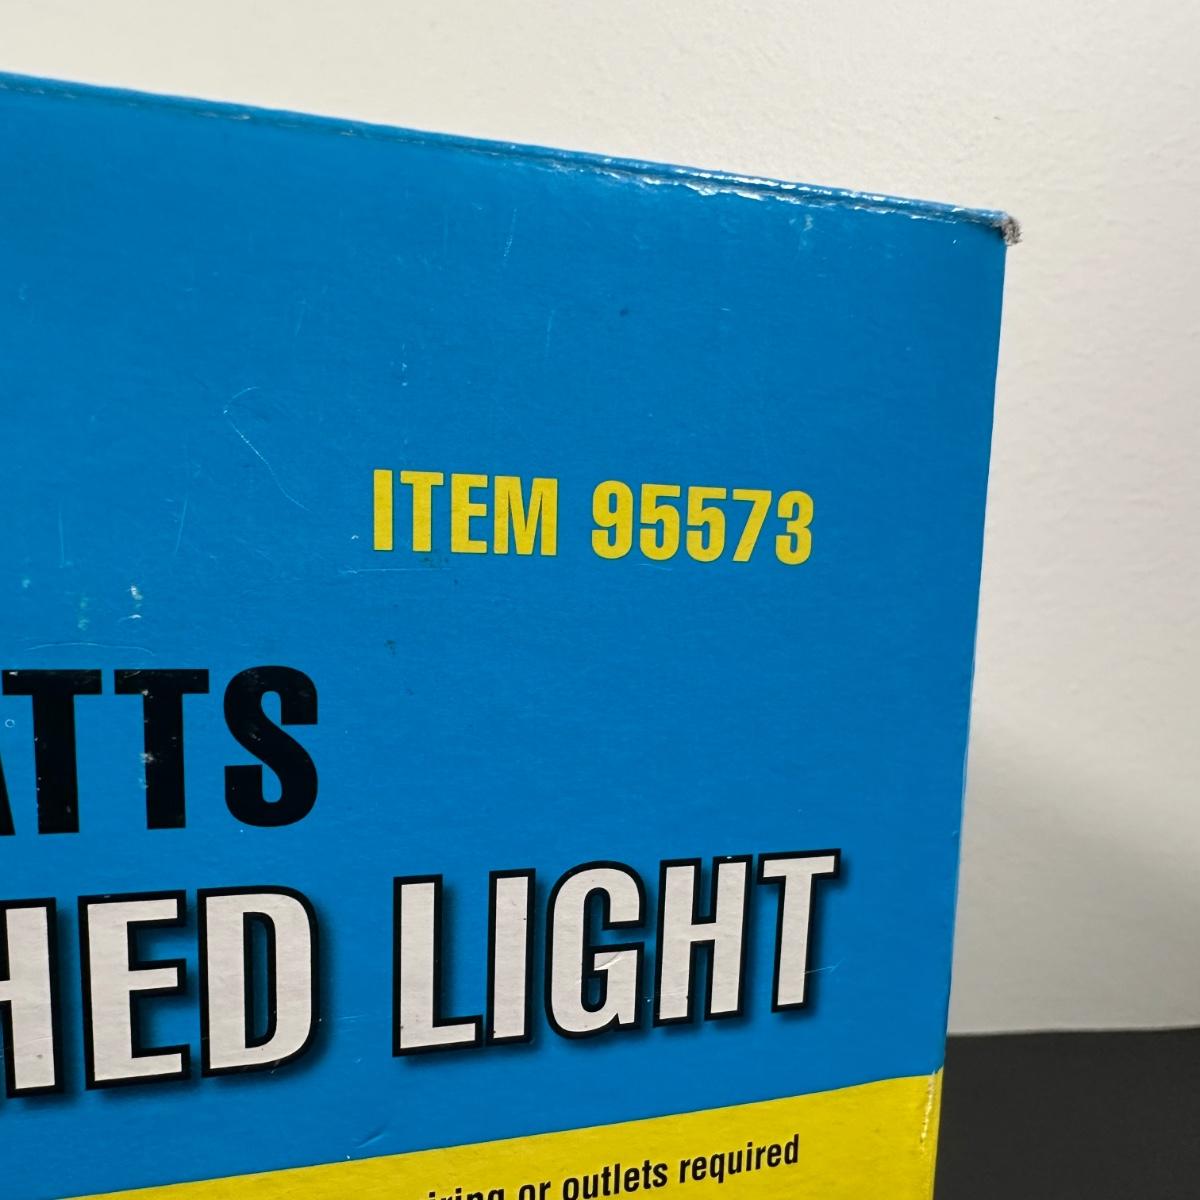 ITEM 95573
ATTS
HED LIGHT
iring or outlets required